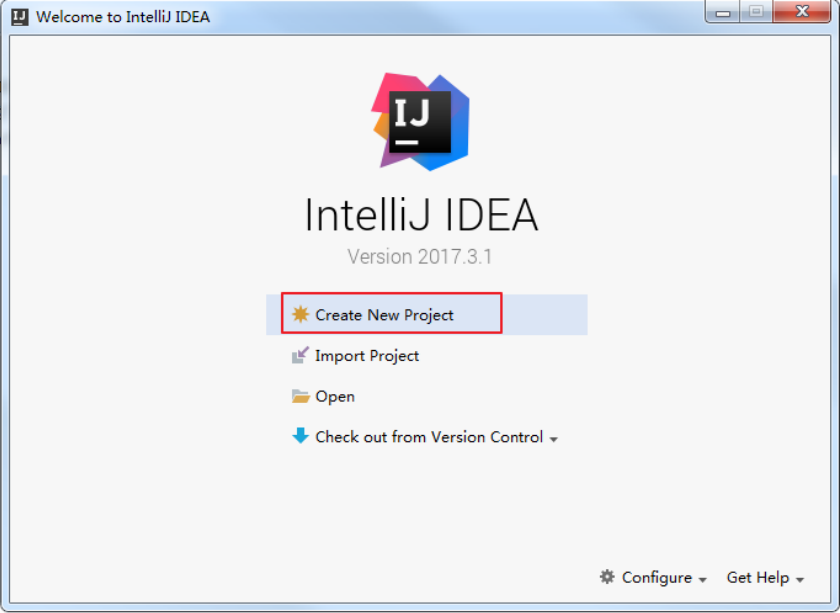 Welcome to IntelliJ IDEA
IJ
IntelliJ IDEA
Version 2017.3.1
Create New Project
Import Project
Open
Check out from Version Control
Configure
Get Help